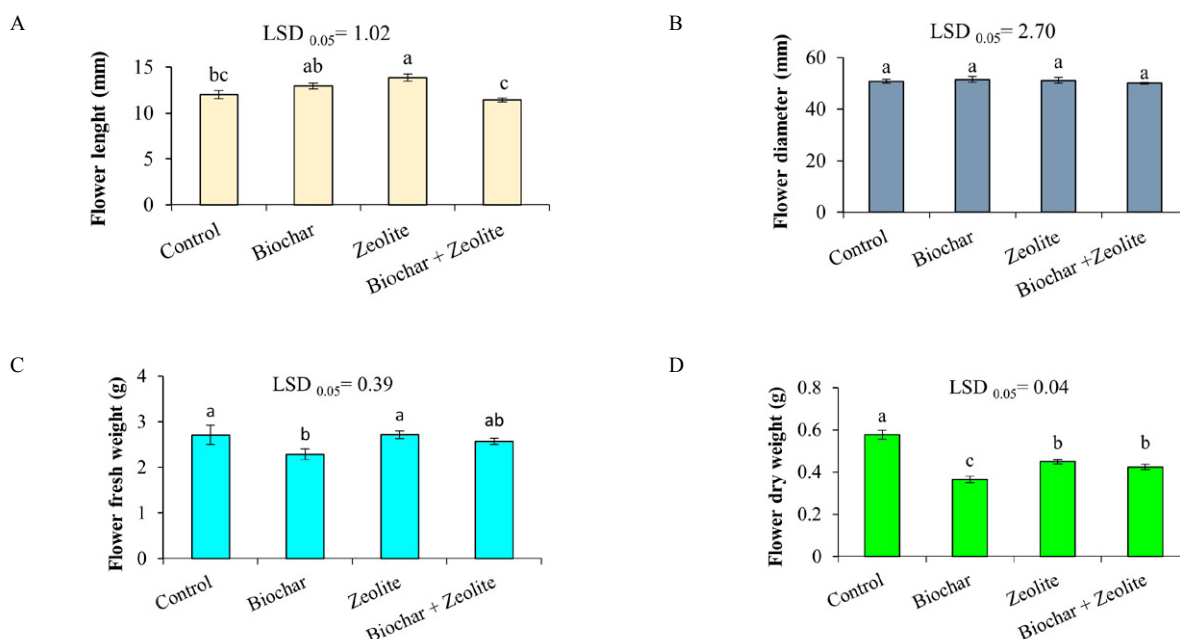 A
LSD 0.05= 1.02
Flower lenght (mm)
15
10
5
0
bc
ab
a
c
Control
Biochar
Zeolite
Biochar + Zeolite
B
LSD 0.05= 2.70
Flower diameter (mm)
60
40
20
0
a
a
a
a
Control
Biochar
Zeolite
Biochar +Zeolite
C
LSD 0.05= 0.39
Flower fresh weight (g)
4
3
2
1
0
a
b
a
ab
Control
Biochar
Zeolite
Biochar + Zeolite
D
LSD 0.05= 0.04
Flower dry weight (g)
0.8
0.6
0.4
0.2
0
a
c
b
b
Control
Biochar
Zeolite
Biochar + Zeolite